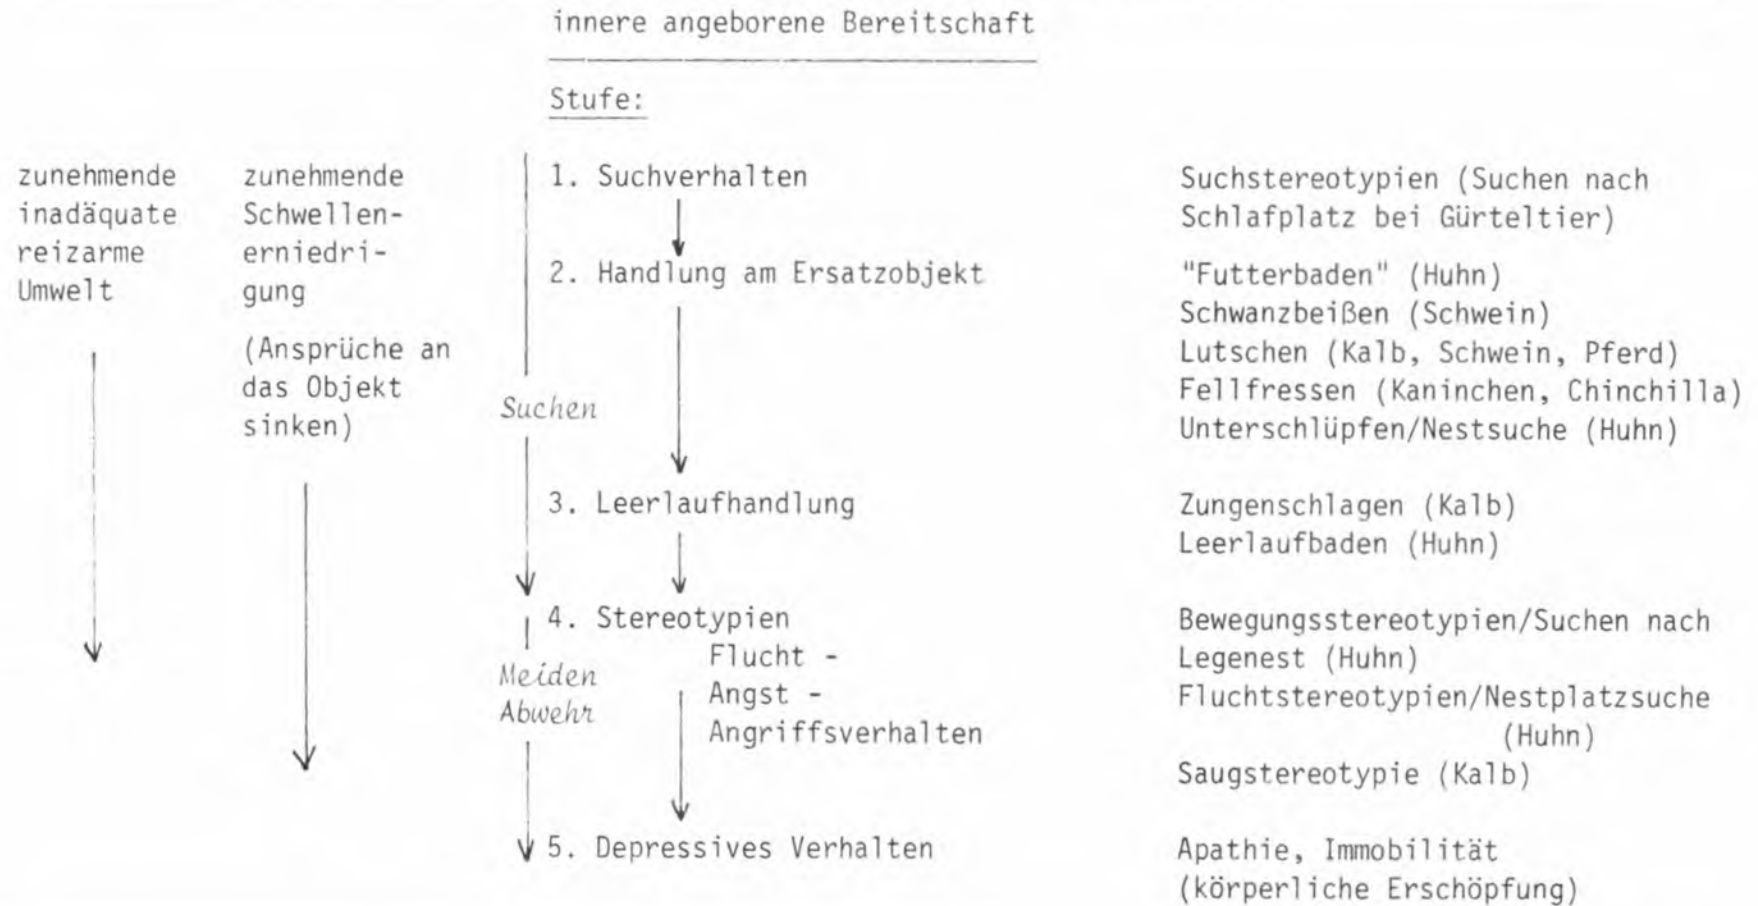 innere angeborene Bereitschaft
Stufe:
zunehmende
inadäquate
reizarme
Umwelt
zunehmende
Schwellen-
erniedri-
gung
(Ansprüche an
das Objekt
sinken)
Suchen
Meiden
Abwehr
1. Suchverhalten
2. Handlung am Ersatzobjekt
3. Leerlaufhandlung
4. Stereotypien
Flucht -
Angst -
Angriffsverhalten
5. Depressives Verhalten
Suchstereotypien (Suchen nach
Schlafplatz bei Gürteltier)
"Futterbaden" (Huhn)
Schwanzbeißen (Schwein)
Lutschen (Kalb, Schwein, Pferd)
Fellfressen (Kaninchen, Chinchilla)
Unterschlüpfen/Nestsuche (Huhn)
Zungenschlagen (Kalb)
Leerlaufbaden (Huhn)
Bewegungsstereotypien/Suchen nach
Legenest (Huhn)
Fluchtstereotypien/Nestplatzsuche
(Huhn)
Saugstereotypie (Kalb)
Apathie, Immobilität
(körperliche Erschöpfung)